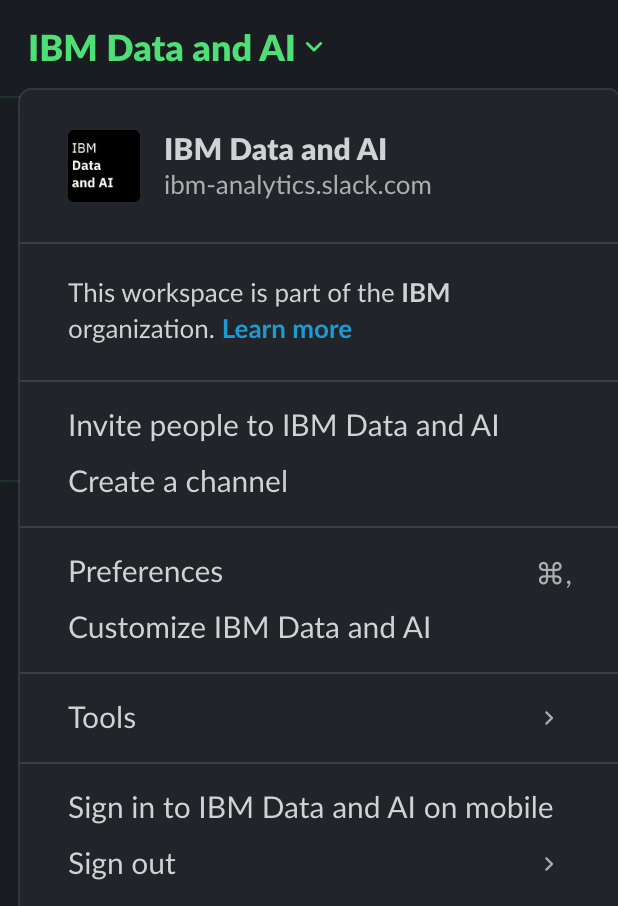 IBM Data and AI
IBM
Data
and AI
IBM Data and AI
ibm-analytics.slack.com
This workspace is part of the IBM
organization. Learn more
Invite people to IBM Data and AI
Create a channel
Preferences ⌘,
Customize IBM Data and AI
Tools
Sign in to IBM Data and AI on mobile
Sign out